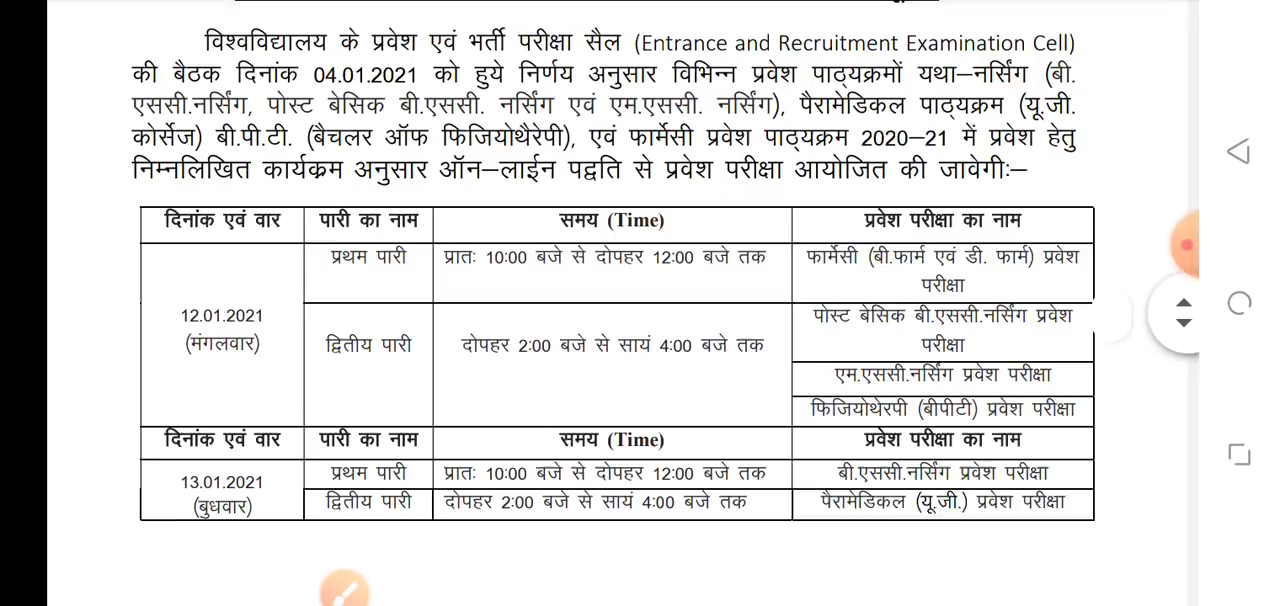 विश्वविद्यालय के प्रवेश एवं भर्ती परीक्षा सैल (Entrance and Recruitment Examination Cell)
की बैठक दिनांक 04.01.2021 को हुये निर्णय अनुसार विभिन्न प्रवेश पाठ्यक्रमों यथा–नर्सिंग (बी.
एससी.नर्सिंग, पोस्ट बेसिक बी.एससी. नर्सिंग एवं एम.एससी. नर्सिंग), पैरामेडिकल पाठ्यक्रम (यू.जी.
कोर्सेज) बी.पी.टी. (बैचलर ऑफ फिजियोथैरेपी), एवं फार्मेसी प्रवेश पाठ्यक्रम 2020–21 में प्रवेश हेतु
निम्नलिखित कार्यक्रम अनुसार ऑन–लाईन पद्वति से प्रवेश परीक्षा आयोजित की जावेगी:–
दिनांक एवं वार पारी का नाम समय (Time) प्रवेश परीक्षा का नाम
प्रथम पारी प्रातः 10:00 बजे से दोपहर 12:00 बजे तक फार्मेसी (बी.फार्म एवं डी. फार्म) प्रवेश
परीक्षा
12.01.2021 पोस्ट बेसिक बी.एससी.नर्सिंग प्रवेश
(मंगलवार) द्वितीय पारी दोपहर 2:00 बजे से सायं 4:00 बजे तक परीक्षा
एम.एससी.नर्सिंग प्रवेश परीक्षा
फिजियोथेरपी (बीपीटी) प्रवेश परीक्षा
दिनांक एवं वार पारी का नाम समय (Time) प्रवेश परीक्षा का नाम
13.01.2021 प्रथम पारी प्रातः 10:00 बजे से दोपहर 12:00 बजे तक बी.एससी.नर्सिंग प्रवेश परीक्षा
(बुधवार) द्वितीय पारी दोपहर 2:00 बजे से सायं 4:00 बजे तक पैरामेडिकल (यू.जी.) प्रवेश परीक्षा